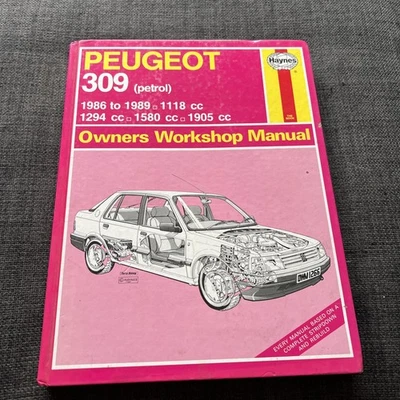 PEUGEOT
Haynes
309 (petrol)
1986 to 1989 □ 1118 cc
1294 cc □ 1580 cc □ 1905 cc
Owners Workshop Manual
EVERY MANUAL BASED ON A
COMPLETE STRIPDOWN
AND REBUILD